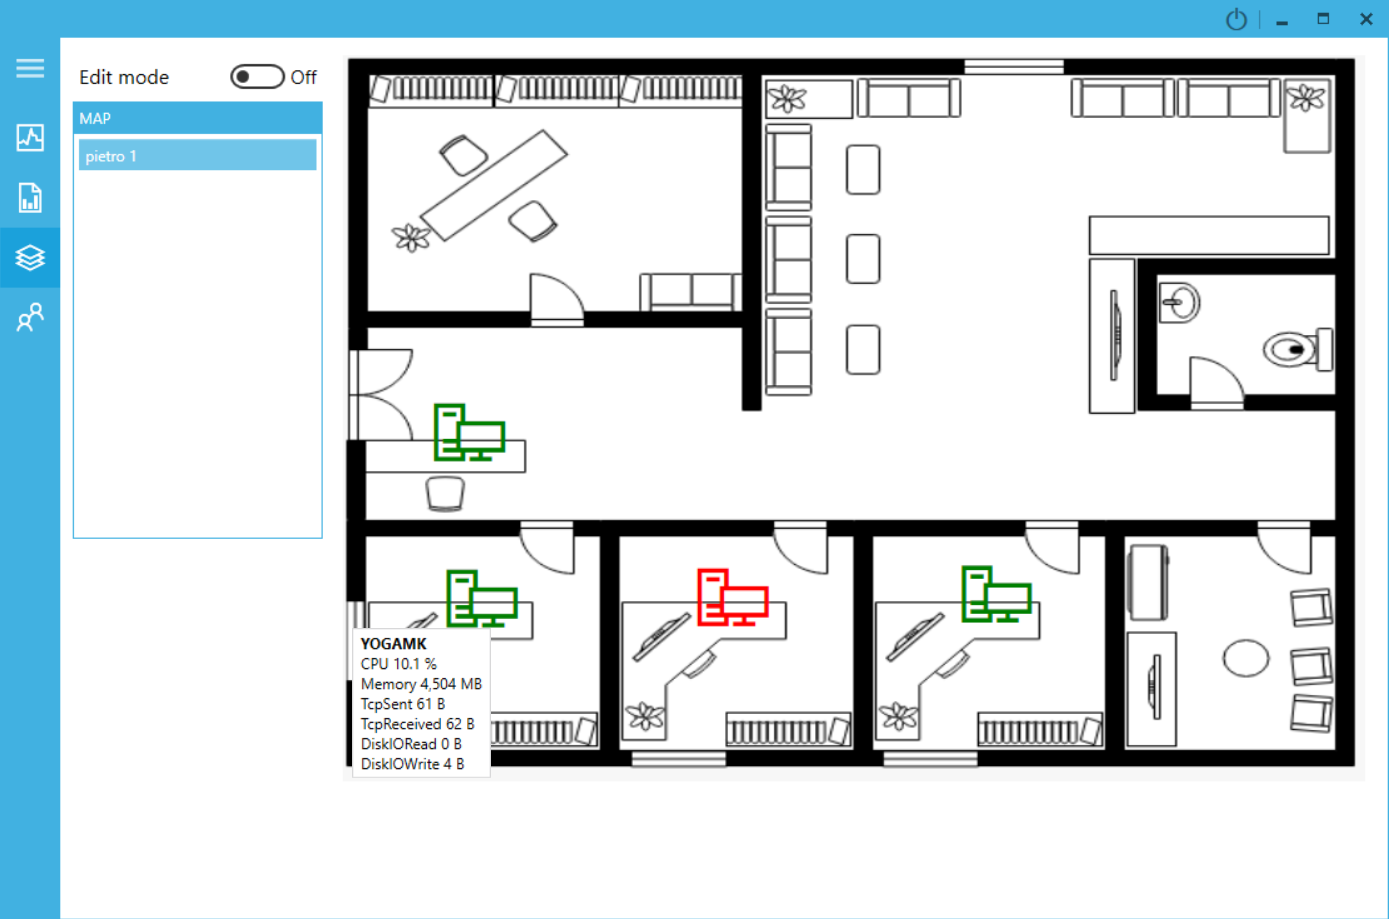 Edit mode
Off
MAP
pietro 1
YOGAMK
CPU 10.1 %
Memory 4,504 MB
TcpSent 61 B
TcpReceived 62 B
DiskIORead 0 B
DiskIOWrite 4 B